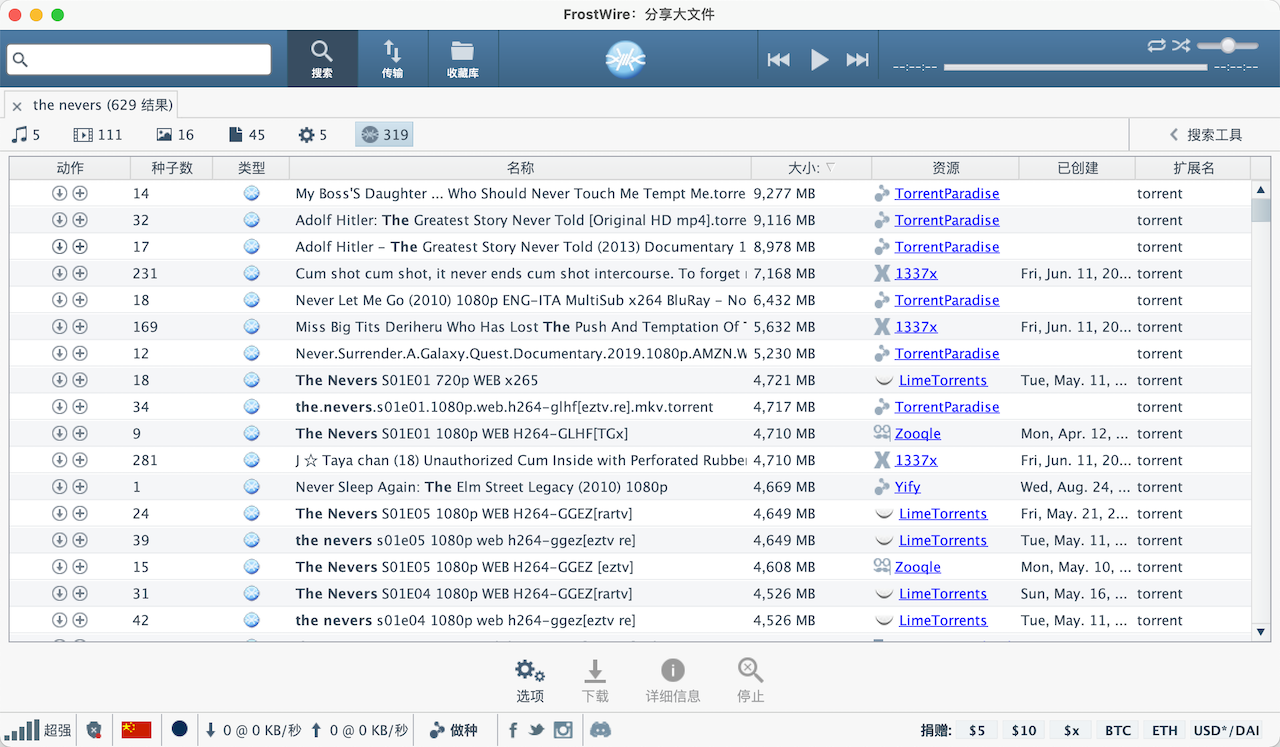 FrostWire：分享大文件
搜索 传输 收藏库 --:--:-- --:--:--
the nevers (629 结果)
5 111 16 45 5 319 搜索工具
动作 种子数 类型 名称 大小: 资源 已创建 扩展名
14 My Boss'S Daughter ... Who Should Never Touch Me Tempt Me.torre 9,277 MB TorrentParadise torrent
32 Adolf Hitler: The Greatest Story Never Told [Original HD mp4].torre 9,116 MB TorrentParadise torrent
17 Adolf Hitler – The Greatest Story Never Told (2013) Documentary 1 8,978 MB TorrentParadise torrent
231 Cum shot cum shot, it never ends cum shot intercourse. To forget 7,168 MB 1337x Fri, Jun. 11, 20... torrent
18 Never Let Me Go (2010) 1080p ENG-ITA MultiSub x264 BluRay - No 6,432 MB TorrentParadise torrent
169 Miss Big Tits Deriheru Who Has Lost The Push And Temptation Of 5,632 MB 1337x Fri, Jun. 11, 20... torrent
12 Never.Surrender.A.Galaxy.Quest.Documentary.2019.1080p.AMZN.W 5,230 MB TorrentParadise torrent
18 The Nevers S01E01 720p WEB x265 4,721 MB LimeTorrents Tue, May. 11, ... torrent
34 the.nevers.s01e01.1080p.web.h264-glhf[eztv.re].mkv.torrent 4,717 MB TorrentParadise torrent
9 The Nevers S01E01 1080p WEB H264-GLHF[TGx] 4,710 MB Zooqle Mon, Apr. 12, ... torrent
281 J ☆ Taya chan (18) Unauthorized Cum Inside with Perforated Rubber 4,710 MB 1337x Fri, Jun. 11, 20... torrent
1 Never Sleep Again: The Elm Street Legacy (2010) 1080p 4,669 MB Yify Wed, Aug. 24, ... torrent
24 The Nevers S01E05 1080p WEB H264-GGEZ[rartv] 4,649 MB LimeTorrents Fri, May. 21, 2... torrent
39 the nevers s01e05 1080p web h264-ggez[eztv re] 4,649 MB LimeTorrents Tue, May. 11, ... torrent
15 The Nevers S01E05 1080p WEB H264-GGEZ [eztv] 4,608 MB Zooqle Mon, May. 10, ... torrent
31 The Nevers S01E04 1080p WEB H264-GGEZ[rartv] 4,526 MB LimeTorrents Sun, May. 16, ... torrent
42 the nevers s01e04 1080p web h264-ggez[eztv re] 4,526 MB LimeTorrents Tue, May. 11, ... torrent
选项 下载 详细信息 停止
超强 0 @ 0 KB/秒 0 @ 0 KB/秒 做种 捐赠: $5 $10 $x BTC ETH USD*/DAI